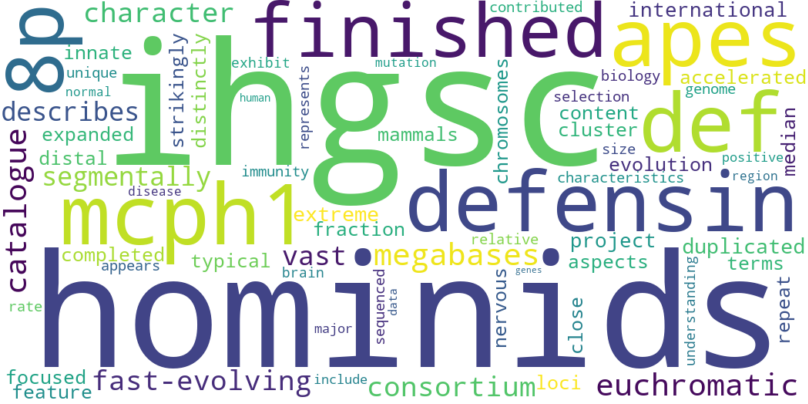 character
finished
contributed
international
8p
innate
unique
normal
strikingly
distinctly
exhibit
human
mutation
represents
ihgsc
chromosomes
apes
biology
accelerated
genome
selection
describes
expanded
distal
mammals
content
cluster
def
median
size
evolution
positive
region
catalogue
segmentally
disease
immunity
characteristics
mcph1
extreme
fraction
defensin
completed
appears
typical
vast
brain
megabases
relative
project
aspects
duplicated
terms
hominids
rate
major
sequenced
data
nervous
genes
close
understanding
repeat
focused
feature
fast-evolving
include
consortium
loci
euchromatic